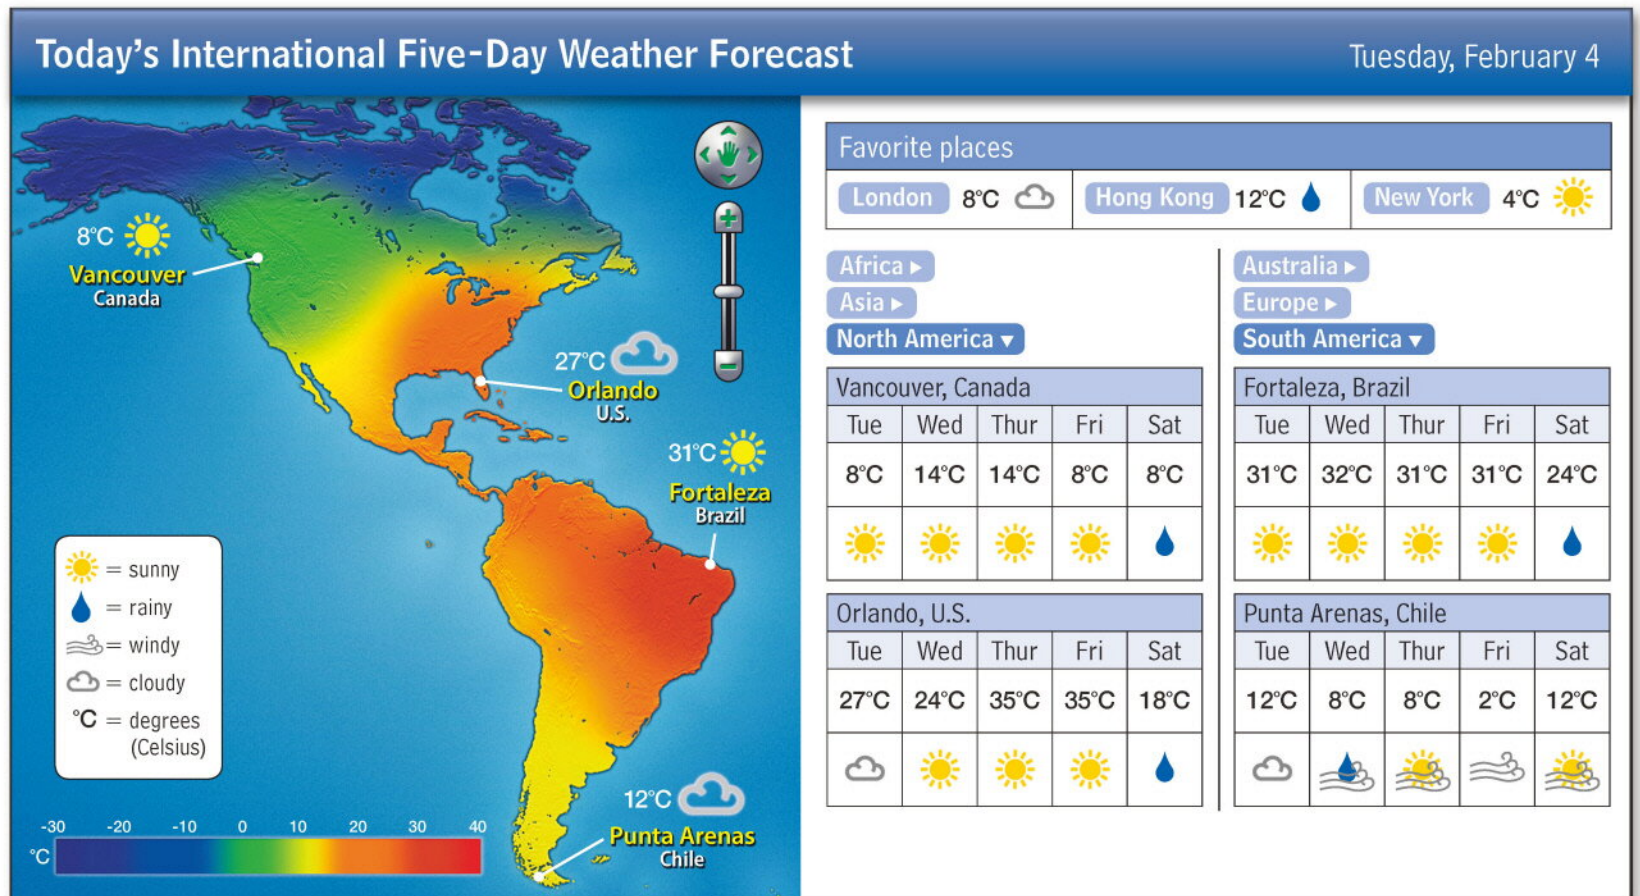 Today's International Five-Day Weather Forecast
Tuesday, February 4
8°C
Vancouver
Canada
27°C
Orlando
U.S.
31°C
Fortaleza
Brazil
12°C
Punta Arenas
Chile
= sunny
= rainy
= windy
= cloudy
°C = degrees
(Celsius)
-30 -20 -10 0 10 20 30 40
°C
Favorite places
London 8°C Hong Kong 12°C New York 4°C
Africa
Asia
North America
Vancouver, Canada
Tue Wed Thur Fri Sat
8°C 14°C 14°C 8°C 8°C
Orlando, U.S.
Tue Wed Thur Fri Sat
27°C 24°C 35°C 35°C 18°C
Australia
Europe
South America
Fortaleza, Brazil
Tue Wed Thur Fri Sat
31°C 32°C 31°C 31°C 24°C
Punta Arenas, Chile
Tue Wed Thur Fri Sat
12°C 8°C 8°C 2°C 12°C